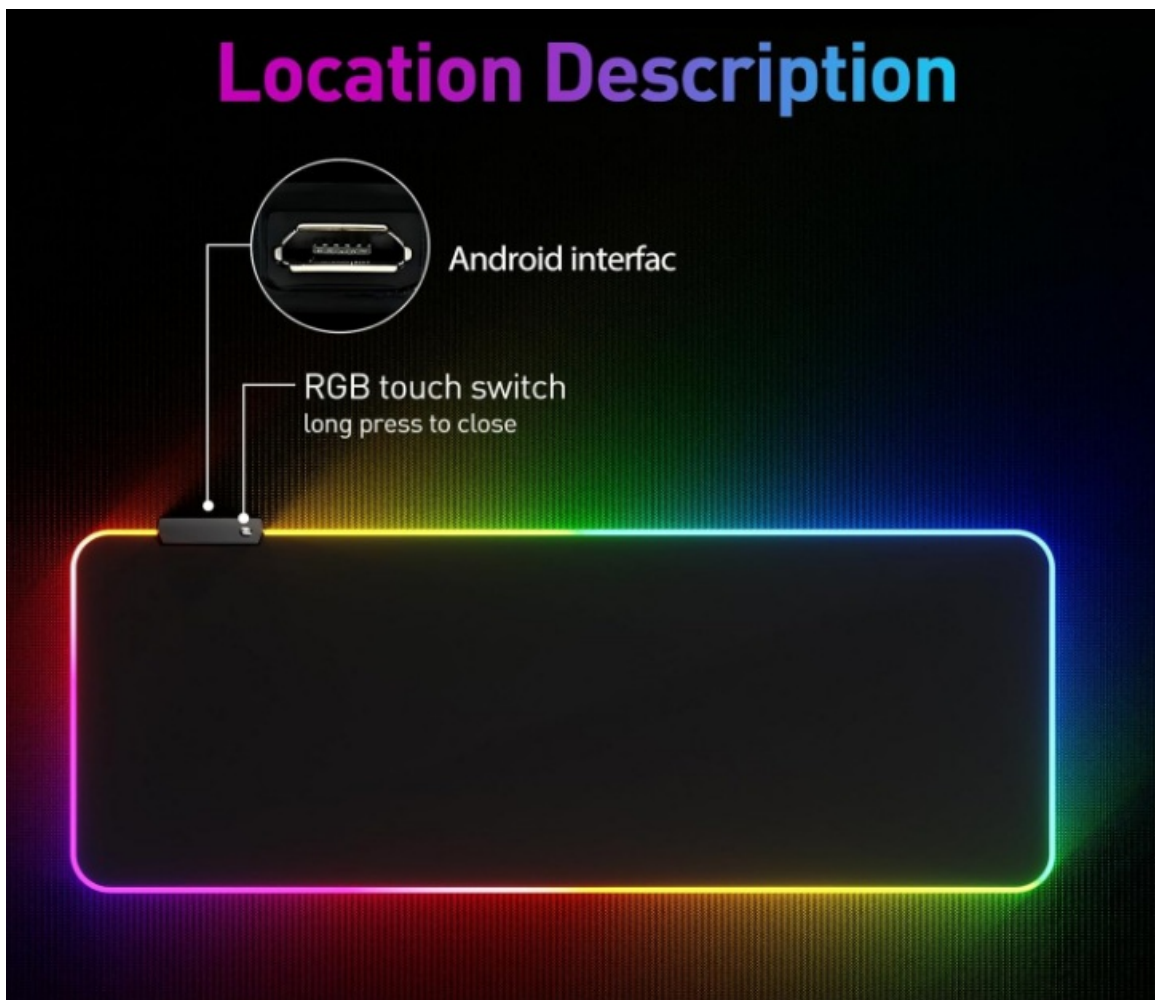 Location Description
Android interfac
RGB touch switch
long press to close